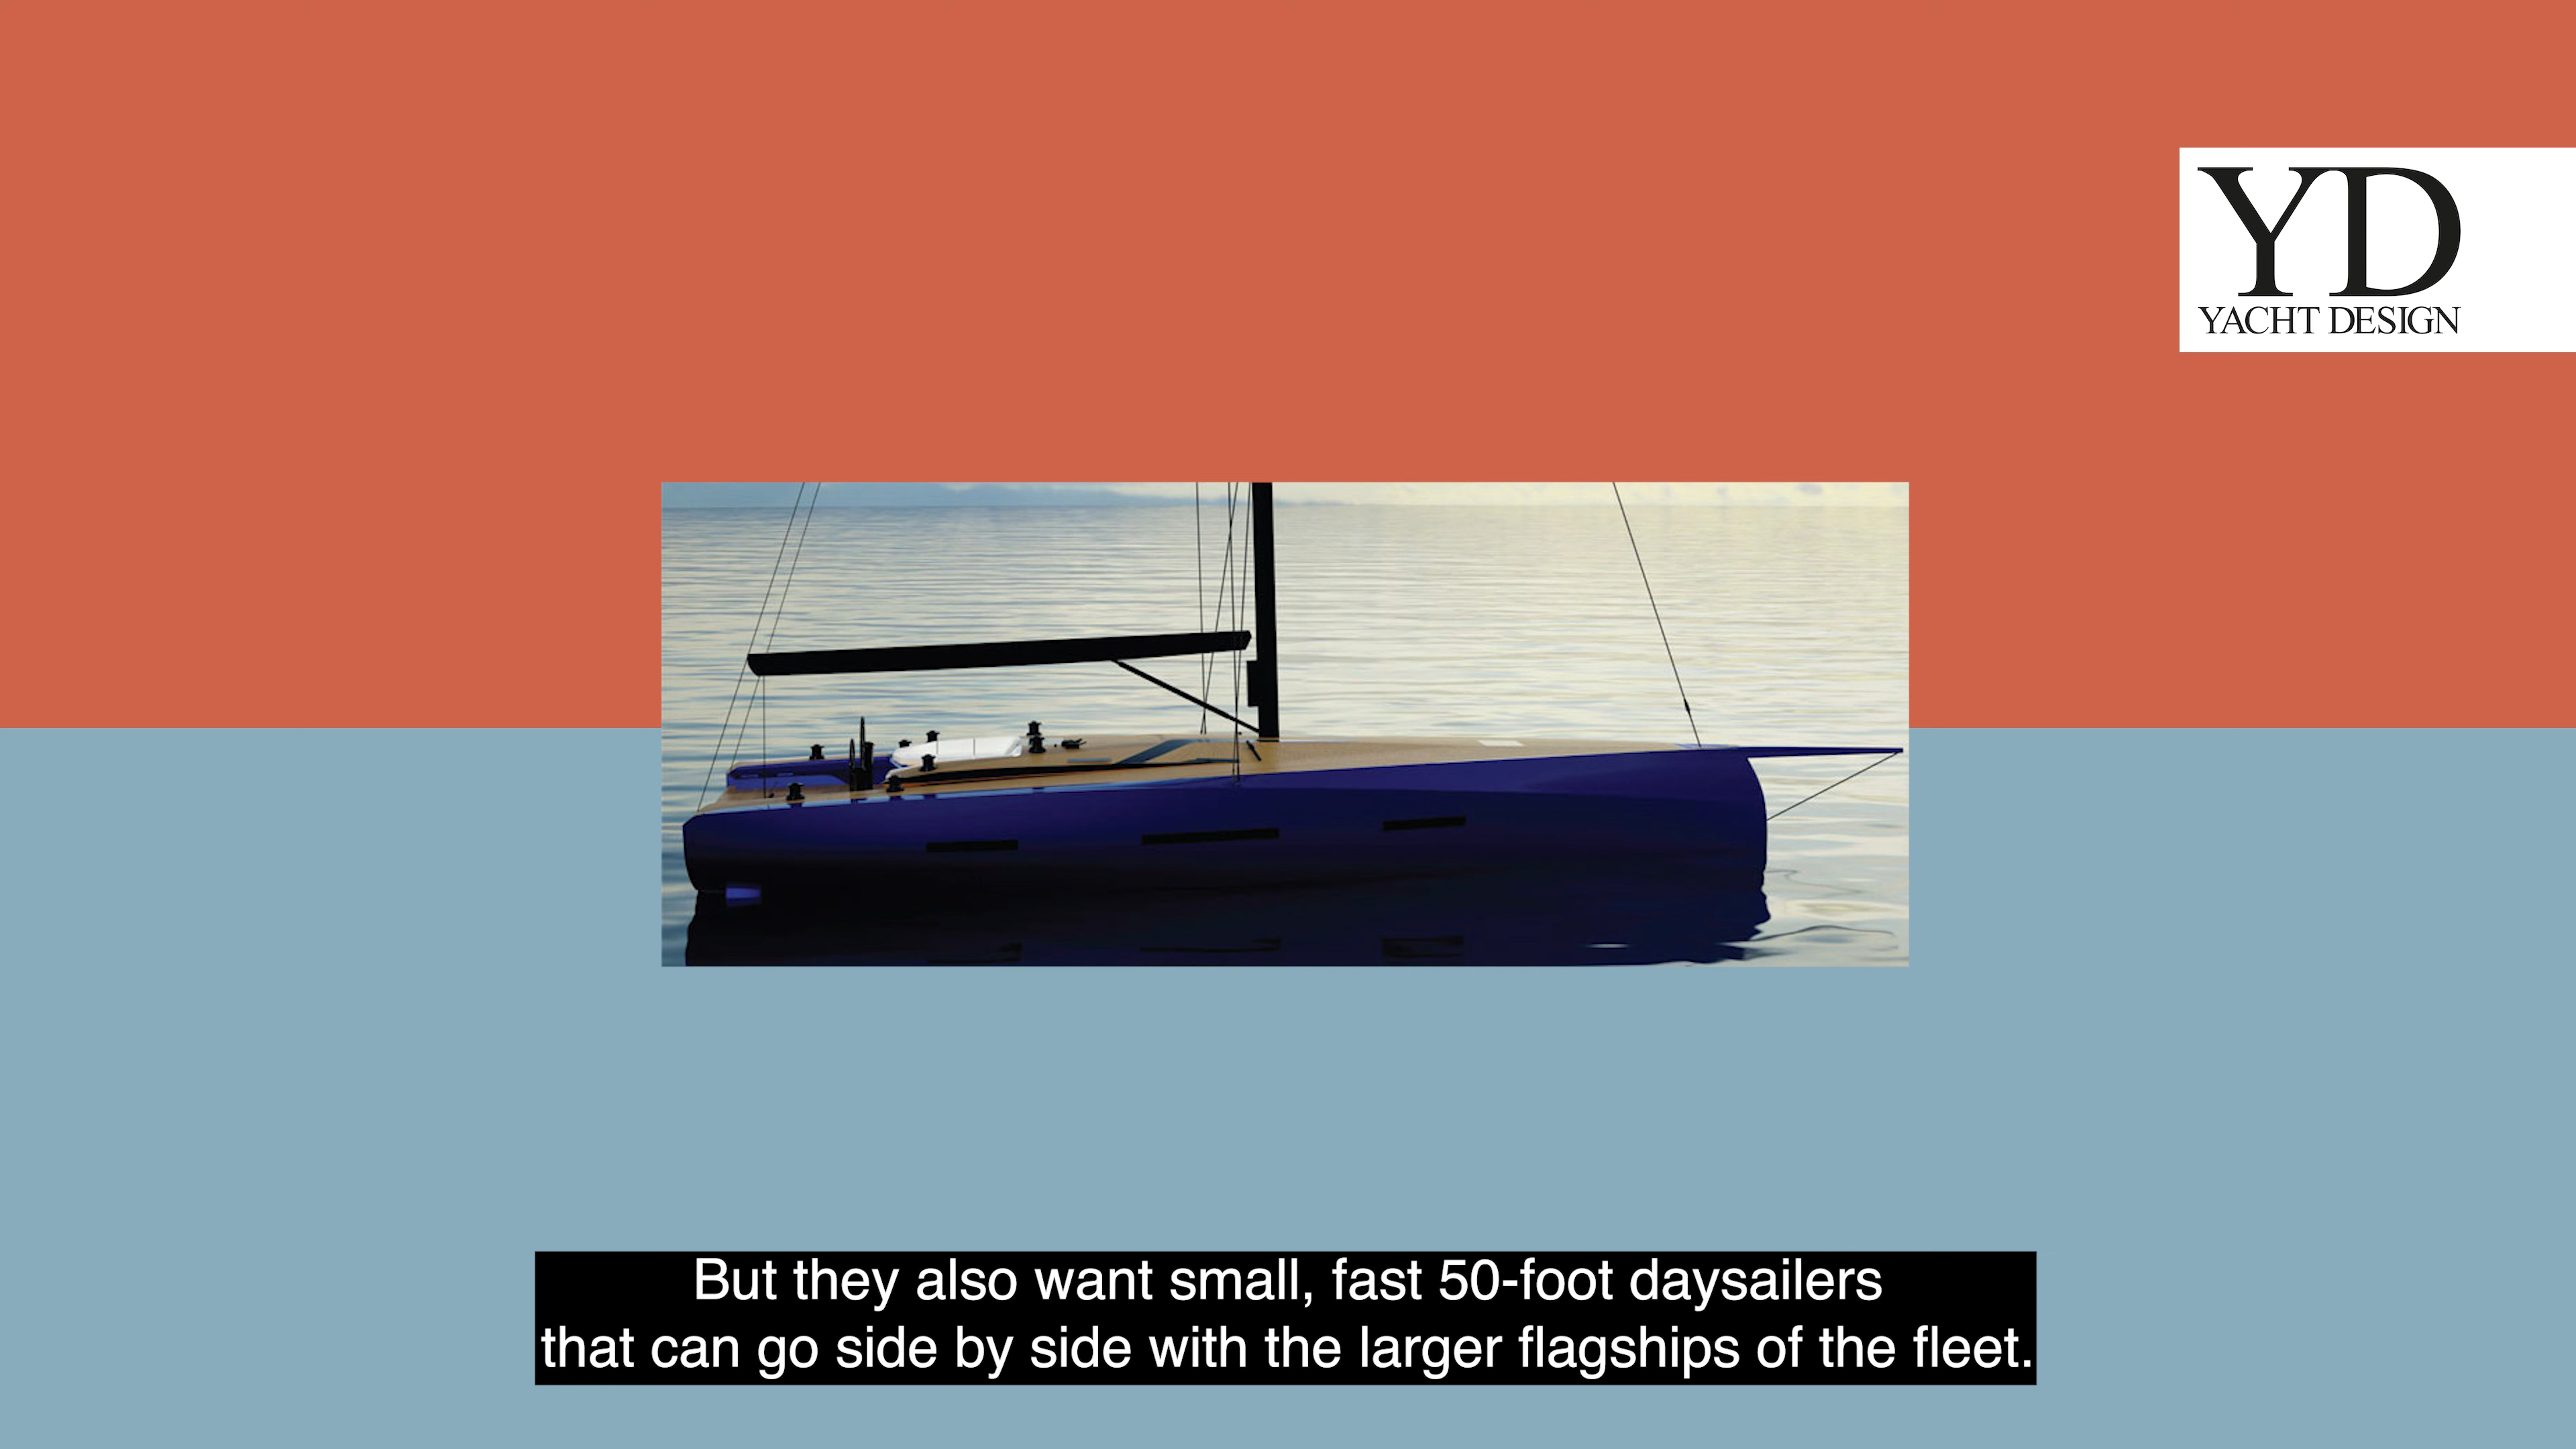 YD
YACHT DESIGN
But they also want small, fast 50-foot daysailers
that can go side by side with the larger flagships of the fleet.